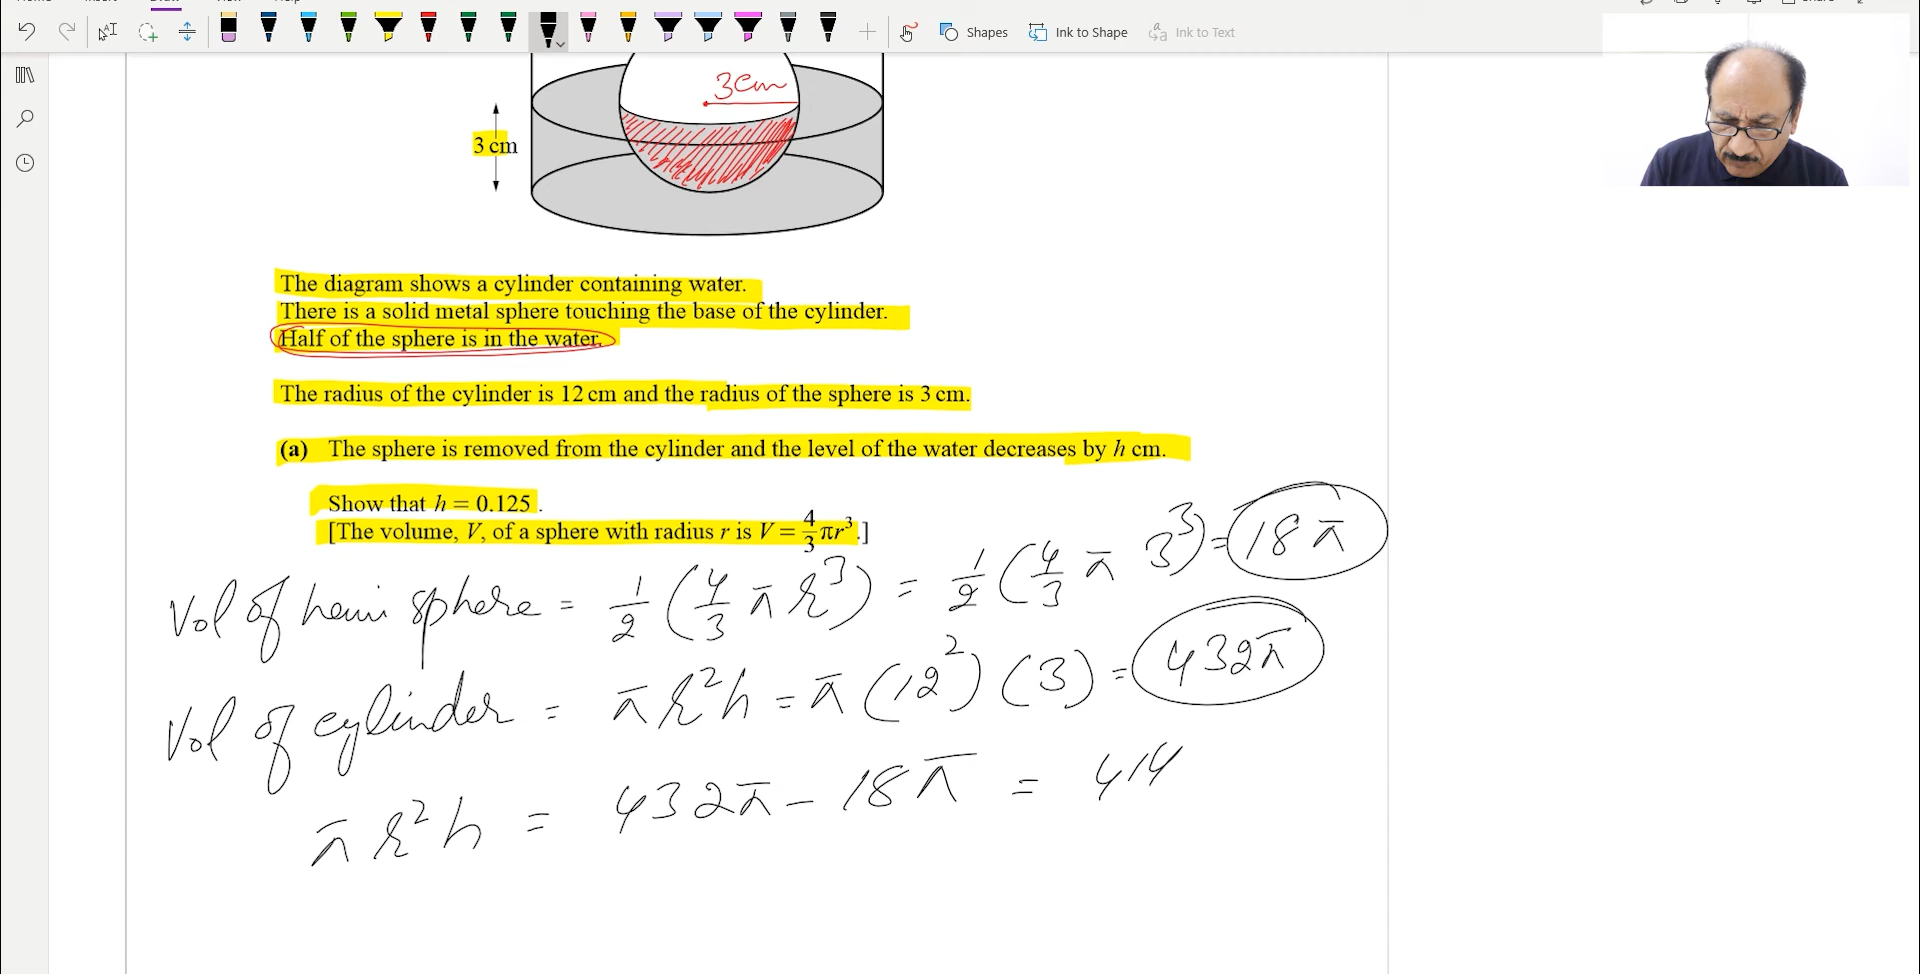 Shapes Ink to Shape Ink to Text
3cm
3 cm
The diagram shows a cylinder containing water.
There is a solid metal sphere touching the base of the cylinder.
Half of the sphere is in the water.
The radius of the cylinder is 12 cm and the radius of the sphere is 3 cm.
(a) The sphere is removed from the cylinder and the level of the water decreases by h cm.
Show that h = 0.125 .
[The volume, V, of a sphere with radius r is V = 4/3 πr³ .]
Vol of hemi sphere = 1/2 (4/3 π r³) = 1/2 (4/3 π 3³) = 18 π
Vol of cylinder = π r² h = π (12²) (3) = 432π
π r² h = 432π – 18 π = 414